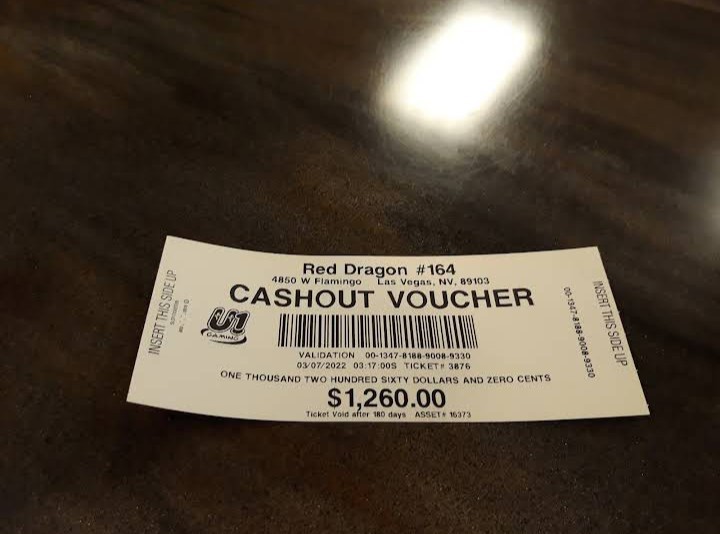 Red Dragon #164
4850 W Flamingo Las Vegas, NV, 89103
CASHOUT VOUCHER
INSERT THIS SIDE UP
U1
GAMING
VALIDATION 00-1347-8188-9008-9330
03/07/2022 03:17:00S TICKET# 3876
ONE THOUSAND TWO HUNDRED SIXTY DOLLARS AND ZERO CENTS
$1,260.00
Ticket Void after 180 days ASSET# 16373
00-1347-8188-9008-9330
INSERT THIS SIDE UP